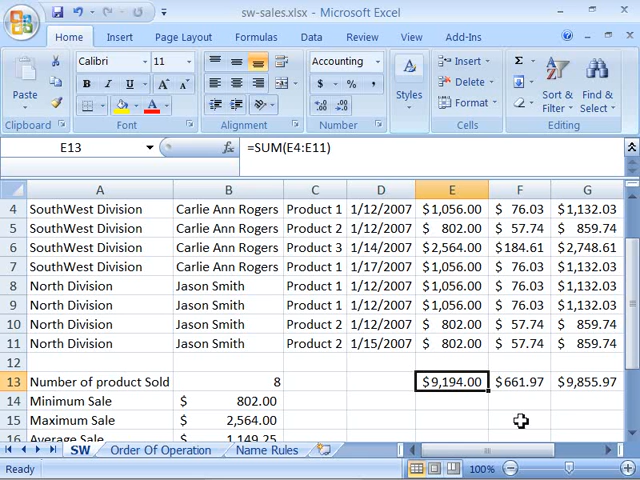 sw-sales.xlsx - Microsoft Excel
Home Insert Page Layout Formulas Data Review View Add-Ins
Paste
Clipboard
Calibri 11
B I U A A
A
Font
Alignment
Accounting
$ % ,
.0 .00 .00 .0
Number
A
Styles
Insert
Delete
Format
Cells
Σ
Sort & Filter
Find & Select
Editing
E13 fx =SUM(E4:E11)
A B C D E F G
4 SouthWest Division Carlie Ann Rogers Product 1 1/12/2007 $1,056.00 $ 76.03 $1,132.03
5 SouthWest Division Carlie Ann Rogers Product 2 1/12/2007 $ 802.00 $ 57.74 $ 859.74
6 SouthWest Division Carlie Ann Rogers Product 3 1/14/2007 $2,564.00 $184.61 $2,748.61
7 SouthWest Division Carlie Ann Rogers Product 1 1/17/2007 $1,056.00 $ 76.03 $1,132.03
8 North Division Jason Smith Product 1 1/12/2007 $1,056.00 $ 76.03 $1,132.03
9 North Division Jason Smith Product 1 1/12/2007 $1,056.00 $ 76.03 $1,132.03
10 North Division Jason Smith Product 2 1/12/2007 $ 802.00 $ 57.74 $ 859.74
11 North Division Jason Smith Product 2 1/15/2007 $ 802.00 $ 57.74 $ 859.74
12
13 Number of product Sold 8 $9,194.00 $661.97 $9,855.97
14 Minimum Sale $ 802.00
15 Maximum Sale $ 2,564.00
16 Average Sale $ 1,149.25
SW Order Of Operation Name Rules
Ready 100%